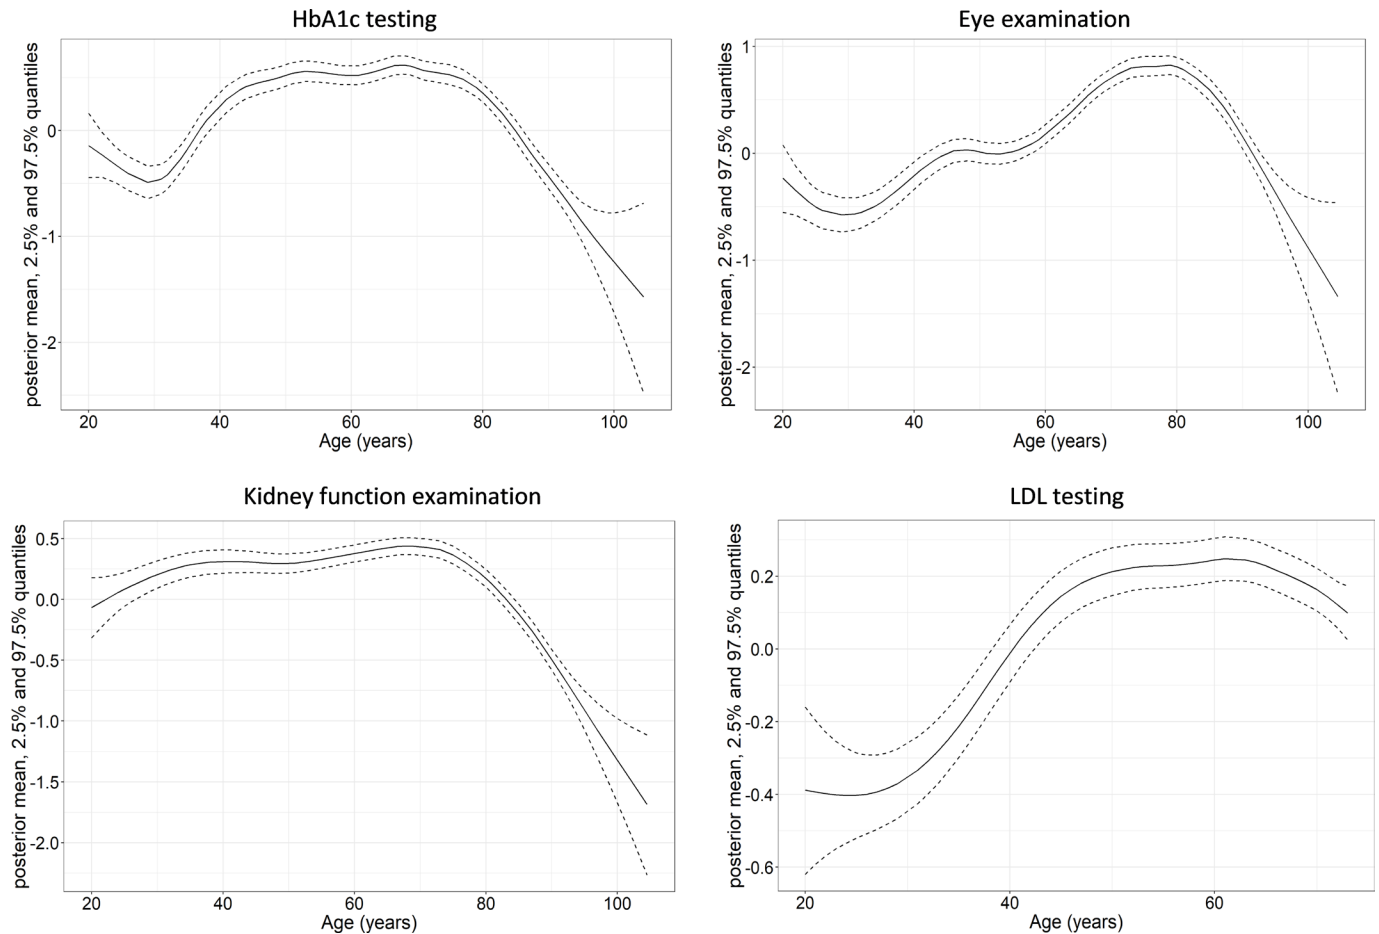 HbA1c testing
posterior mean, 2.5% and 97.5% quantiles
0
-1
-2
20 40 60 80 100
Age (years)
Eye examination
posterior mean, 2.5% and 97.5% quantiles
1
0
-1
-2
20 40 60 80 100
Age (years)
Kidney function examination
posterior mean, 2.5% and 97.5% quantiles
0.5
0.0
-0.5
-1.0
-1.5
-2.0
20 40 60 80 100
Age (years)
LDL testing
posterior mean, 2.5% and 97.5% quantiles
0.2
0.0
-0.2
-0.4
-0.6
20 40 60
Age (years)